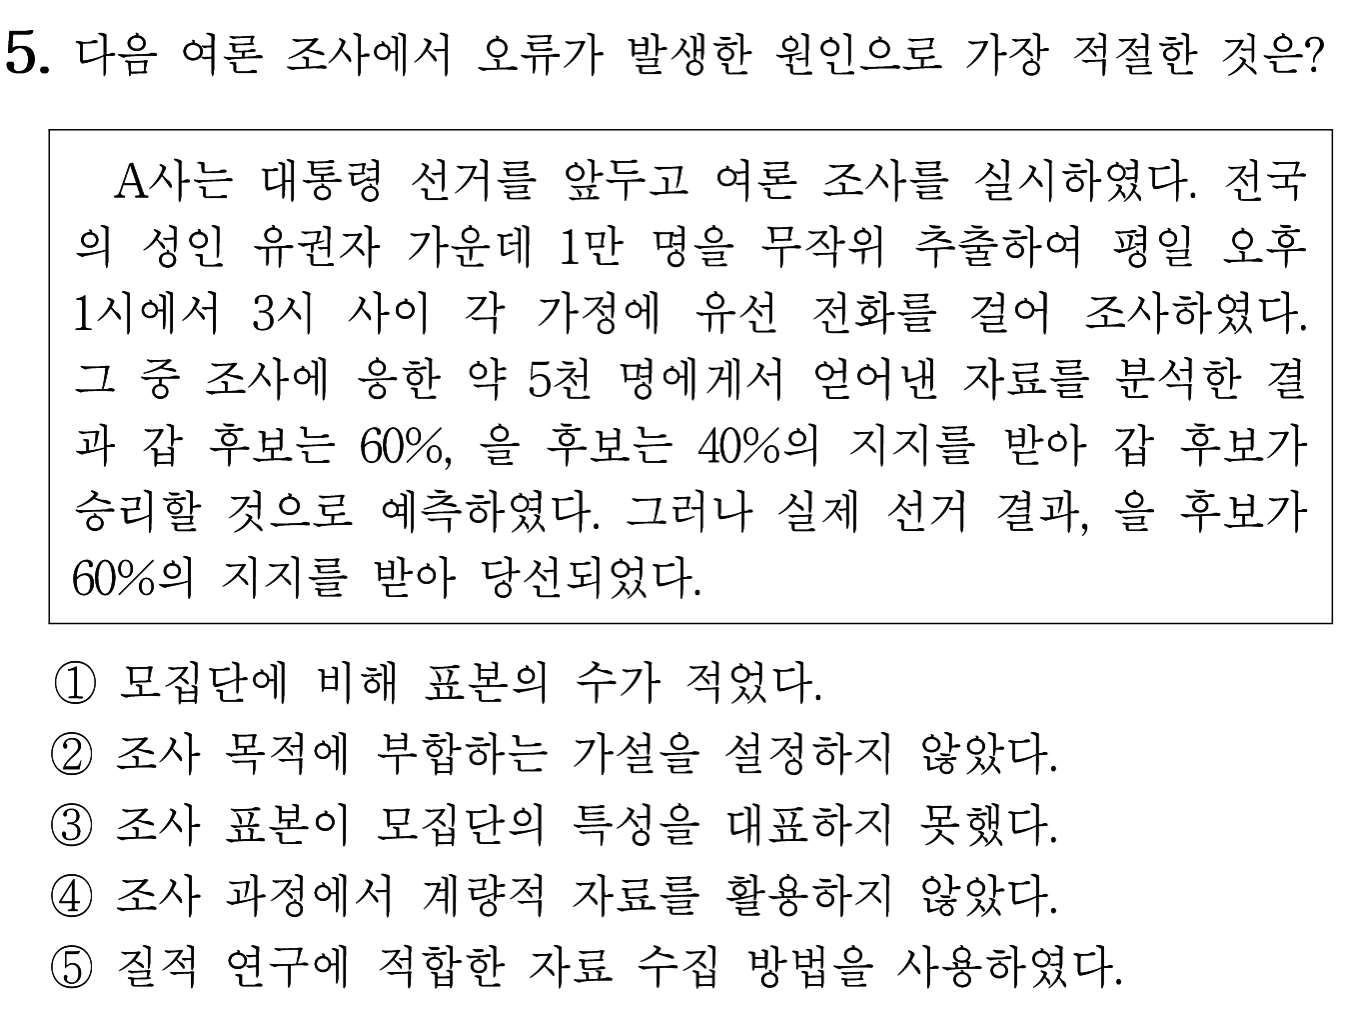 5. 다음 여론 조사에서 오류가 발생한 원인으로 가장 적절한 것은?
A사는 대통령 선거를 앞두고 여론 조사를 실시하였다. 전국
의 성인 유권자 가운데 1만 명을 무작위 추출하여 평일 오후
1시에서 3시 사이 각 가정에 유선 전화를 걸어 조사하였다.
그 중 조사에 응한 약 5천 명에게서 얻어낸 자료를 분석한 결
과 갑 후보는 60%, 을 후보는 40%의 지지를 받아 갑 후보가
승리할 것으로 예측하였다. 그러나 실제 선거 결과, 을 후보가
60%의 지지를 받아 당선되었다.
① 모집단에 비해 표본의 수가 적었다.
② 조사 목적에 부합하는 가설을 설정하지 않았다.
③ 조사 표본이 모집단의 특성을 대표하지 못했다.
④ 조사 과정에서 계량적 자료를 활용하지 않았다.
⑤ 질적 연구에 적합한 자료 수집 방법을 사용하였다.